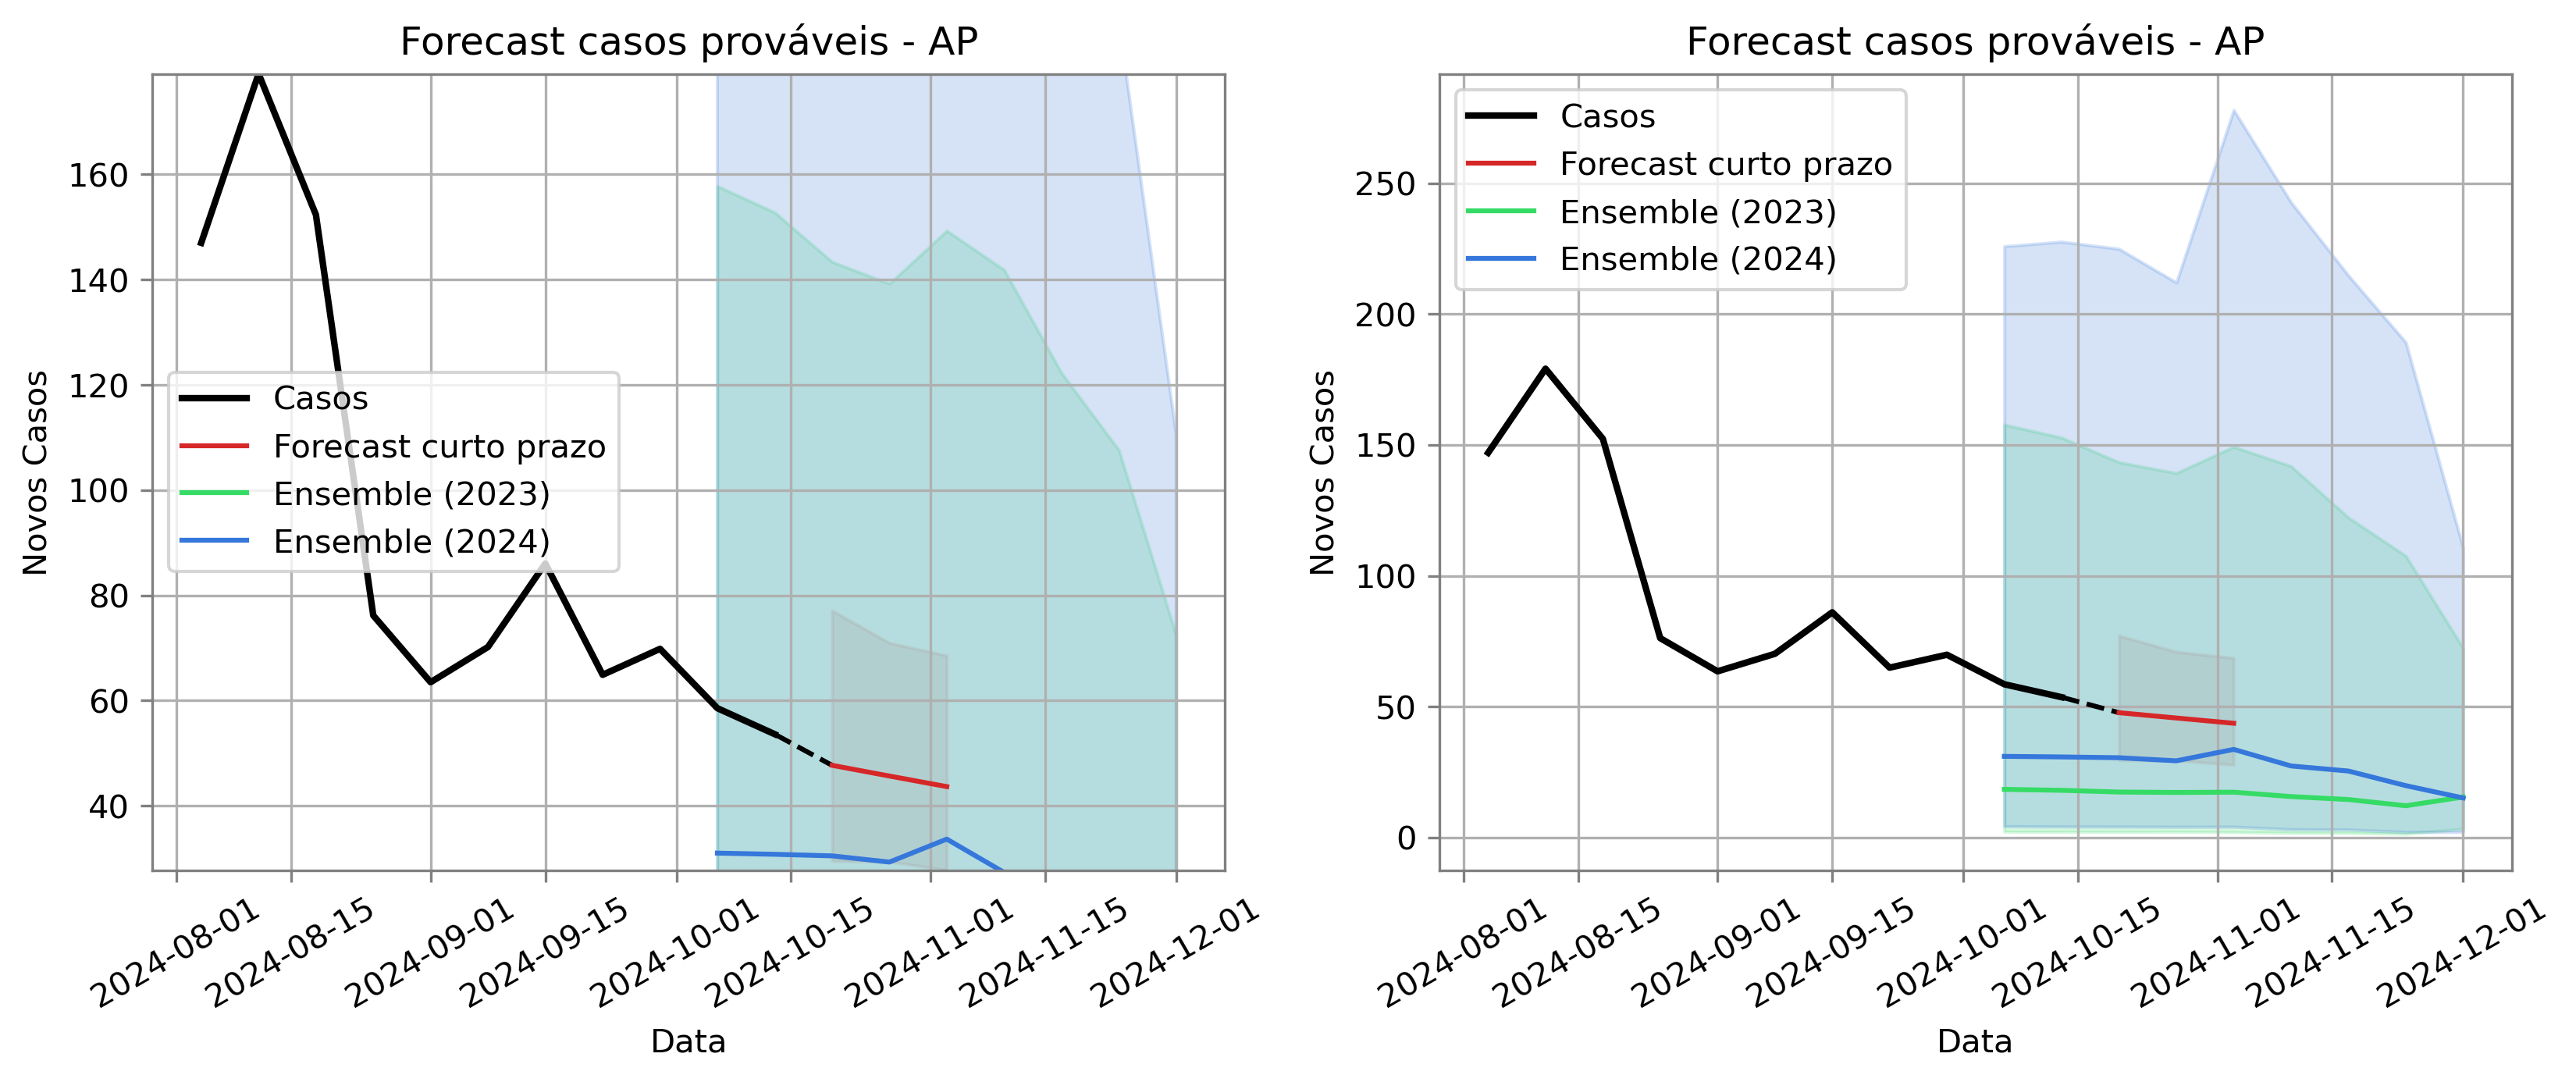 Forecast casos prováveis - AP
Novos Casos
160
140
120
100
80
60
40
Casos
Forecast curto prazo
Ensemble (2023)
Ensemble (2024)
2024-08-01
2024-08-15
2024-09-01
2024-09-15
2024-10-01
2024-10-15
2024-11-01
2024-11-15
2024-12-01
Data
Forecast casos prováveis - AP
Novos Casos
250
200
150
100
50
0
Casos
Forecast curto prazo
Ensemble (2023)
Ensemble (2024)
2024-08-01
2024-08-15
2024-09-01
2024-09-15
2024-10-01
2024-10-15
2024-11-01
2024-11-15
2024-12-01
Data